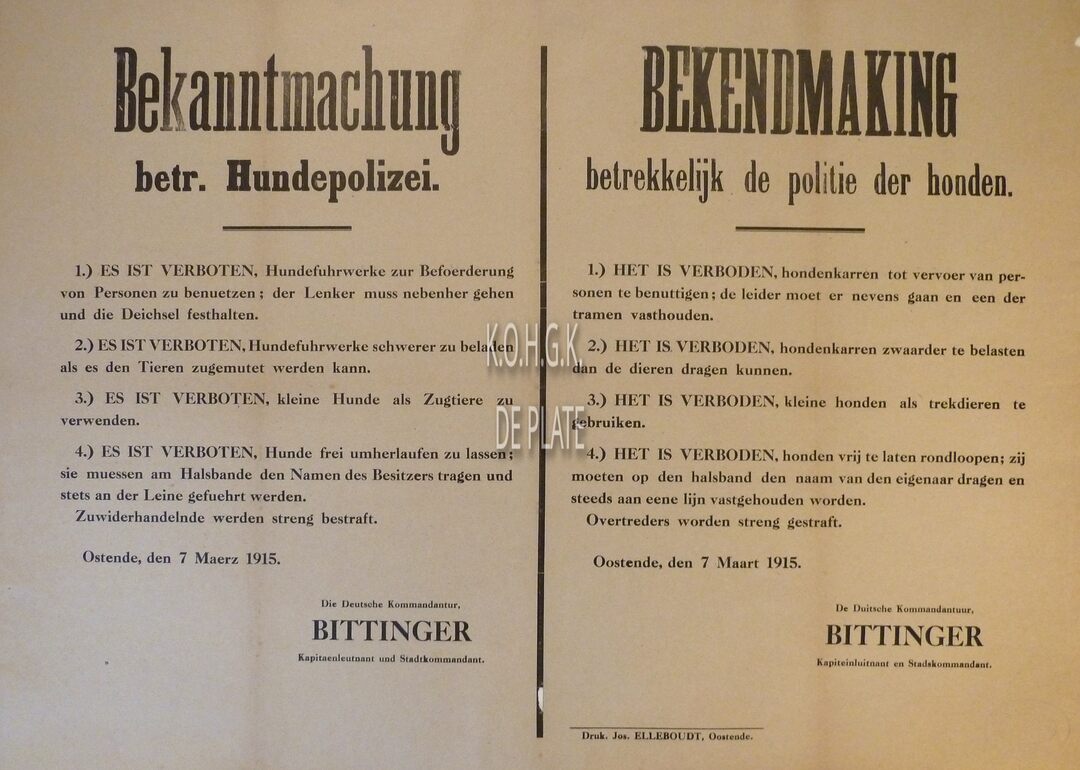 Bekanntmachung
betr. Hundepolizei.
1.) ES IST VERBOTEN, Hundefuhrwerke zur Befoerderung
von Personen zu benuetzen ; der Lenker muss nebenher gehen
und die Deichsel festhalten.
2.) ES IST VERBOTEN, Hundefuhrwerke schwerer zu beladen
als es den Tieren zugemutet werden kann.
3.) ES IST VERBOTEN, kleine Hunde als Zugtiere zu
verwenden.
4.) ES IST VERBOTEN, Hunde frei umherlaufen zu lassen ;
sie muessen am Halsbande den Namen des Besitzers tragen und
stets an der Leine gefuehrt werden.
Zuwiderhandelnde werden streng bestraft.
Ostende, den 7 Maerz 1915.
Die Deutsche Kommandantur,
BITTINGER
Kapitaenleutnant und Stadtkommandant.
BEKENDMAKING
betrekkelijk de politie der honden.
1.) HET IS VERBODEN, hondenkarren tot vervoer van per-
sonen te benuttigen ; de leider moet er nevens gaan en een der
tramen vasthouden.
2.) HET IS VERBODEN, hondenkarren zwaarder te belasten
dan de dieren dragen kunnen.
3.) HET IS VERBODEN, kleine honden als trekdieren te
gebruiken.
4.) HET IS VERBODEN, honden vrij te laten rondloopen; zij
moeten op den halsband den naam van den eigenaar dragen en
steeds aan eene lijn vastgehouden worden.
Overtreders worden streng gestraft.
Oostende, den 7 Maart 1915.
De Duitsche Kommandantuur,
BITTINGER
Kapiteinluitnant en Stadskommandant.
Druk. Jos. ELLEBOUDT, Oostende.
K.O.H.G.K.
DE PLATE